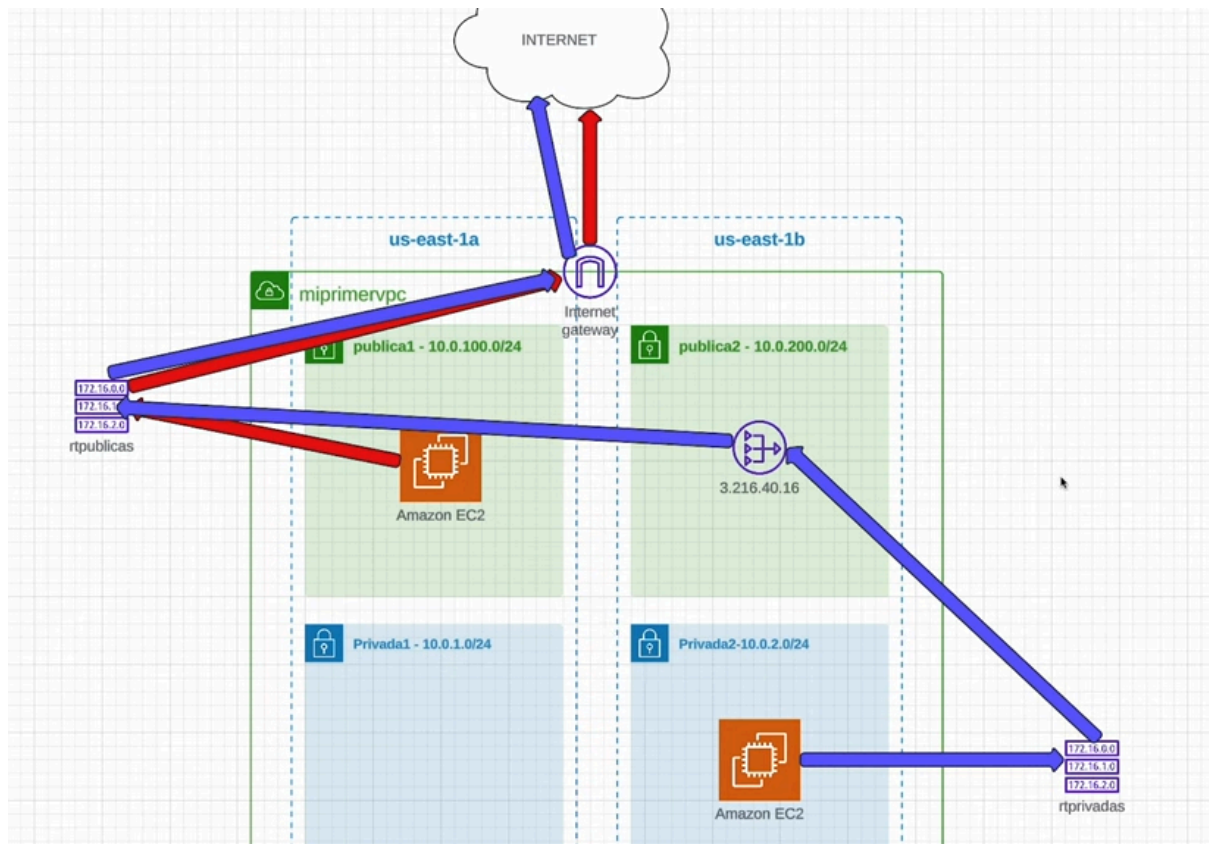 INTERNET
us-east-1a
us-east-1b
miprimervpc
Internet
gateway
publica1 - 10.0.100.0/24
publica2 - 10.0.200.0/24
172.16.0.0
172.16.2.0
rtpublicas
3.216.40.16
Amazon EC2
Privada1 - 10.0.1.0/24
Privada2-10.0.2.0/24
172.16.0.0
172.16.1.0
172.16.2.0
rtprivadas
Amazon EC2